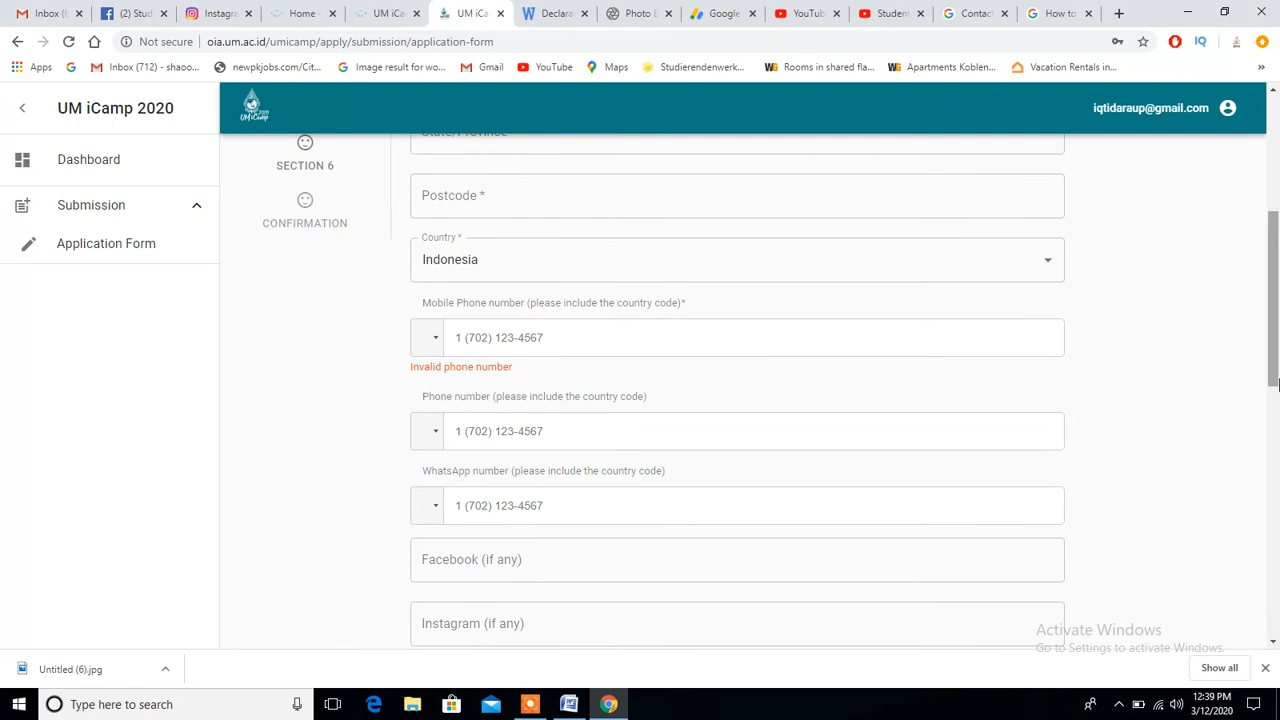 Inbox (
(2) Stud
Instagra
Home -
UM iCa
UM iCa
Declara
Photo E
Google
YouTub
Student
Contac
How to
Not secure
oia.um.ac.id/umicamp/apply/submission/application-form
Apps
Inbox (712) - shaoo...
newpkjobs.com/Cit...
Image result for wo...
Gmail
YouTube
Maps
Studierendenwerk...
Rooms in shared fla...
Apartments Koblen...
Vacation Rentals in...
»
UM iCamp 2020
UMiCamp
iqtidaraup@gmail.com
Dashboard
Submission
Application Form
SECTION 6
CONFIRMATION
State/Province
Postcode *
Country *
Indonesia
Mobile Phone number (please include the country code)*
1 (702) 123-4567
Invalid phone number
Phone number (please include the country code)
1 (702) 123-4567
WhatsApp number (please include the country code)
1 (702) 123-4567
Facebook (if any)
Instagram (if any)
Activate Windows
Go to Settings to activate Windows.
Untitled (6).jpg
Show all
Type here to search
12:39 PM
3/12/2020